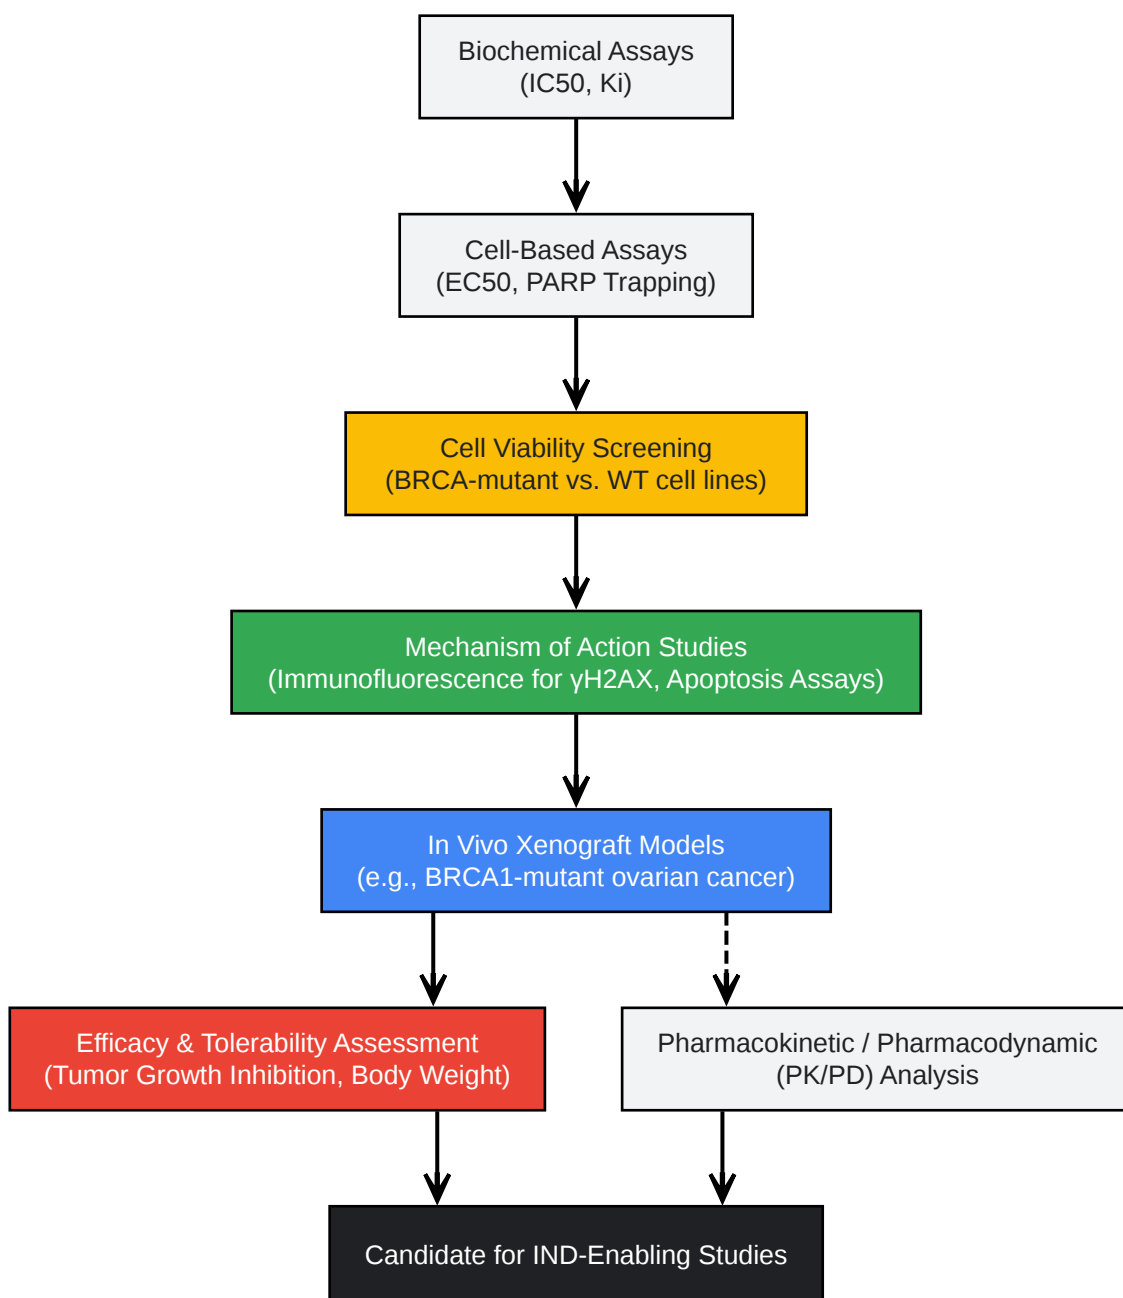 Biochemical Assays
(IC50, Ki)
Cell-Based Assays
(EC50, PARP Trapping)
Cell Viability Screening
(BRCA-mutant vs. WT cell lines)
Mechanism of Action Studies
(Immunofluorescence for γH2AX, Apoptosis Assays)
In Vivo Xenograft Models
(e.g., BRCA1-mutant ovarian cancer)
Efficacy & Tolerability Assessment
(Tumor Growth Inhibition, Body Weight)
Pharmacokinetic / Pharmacodynamic
(PK/PD) Analysis
Candidate for IND-Enabling Studies